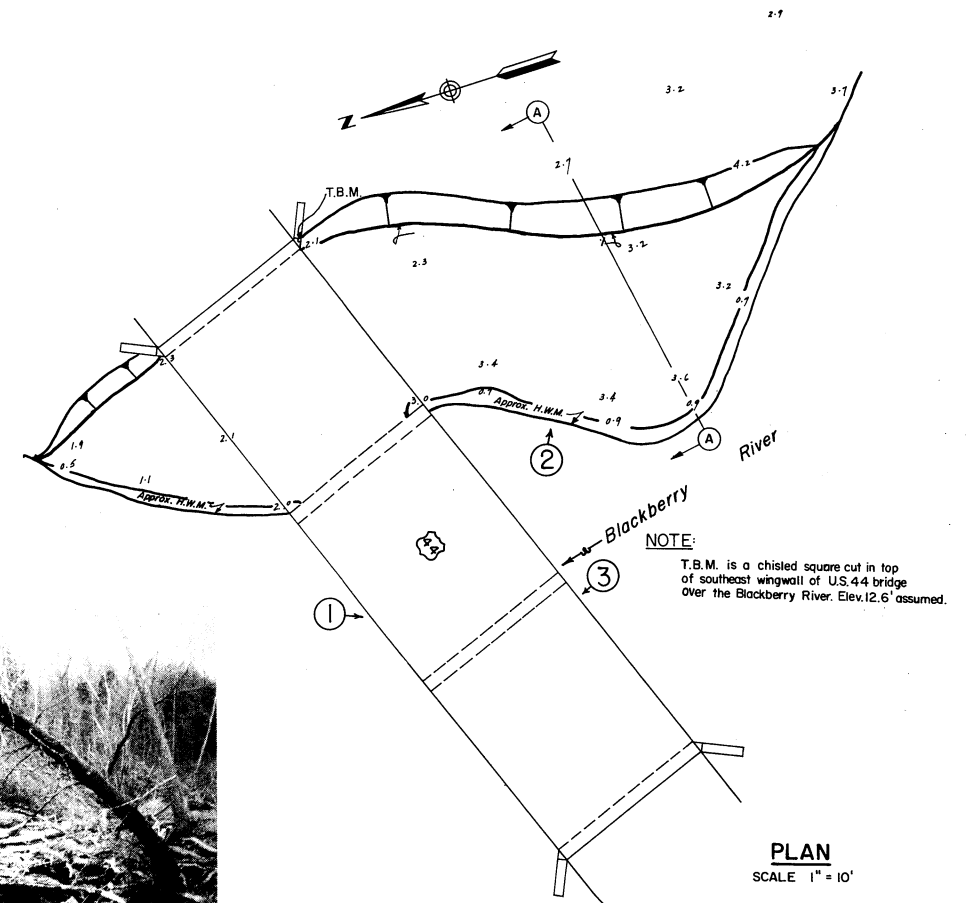 2.9
3.2
3.7
A
N
2.9
4.2
T.B.M.
2.1
3.2
2.3
3.2
0.9
2.3
3.4
3.6
0.9
3.0
3.4
Approx. H.W.M.
0.9
0.9
A
2.1
River
1.9
0.5
2
1.1
Approx. H.W.M.
2.0
Blackberry
NOTE:
44
T.B.M. is a chisled square cut in top
of southeast wingwall of U.S. 44 bridge
over the Blackberry River. Elev. 12.6' assumed.
3
1
PLAN
SCALE 1" = 10'